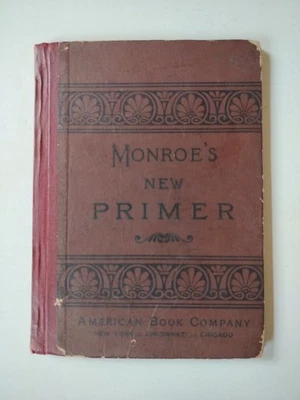 MONROE'S
NEW
PRIMER
AMERICAN BOOK COMPANY
NEW YORK CINCINNATI CHICAGO